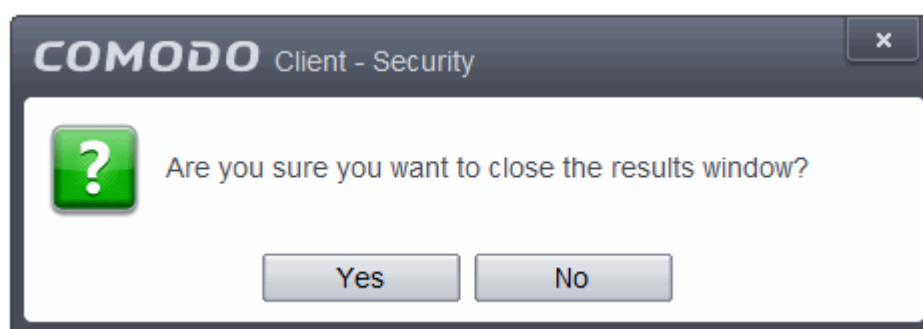 COMODO Client - Security
Are you sure you want to close the results window?
Yes No